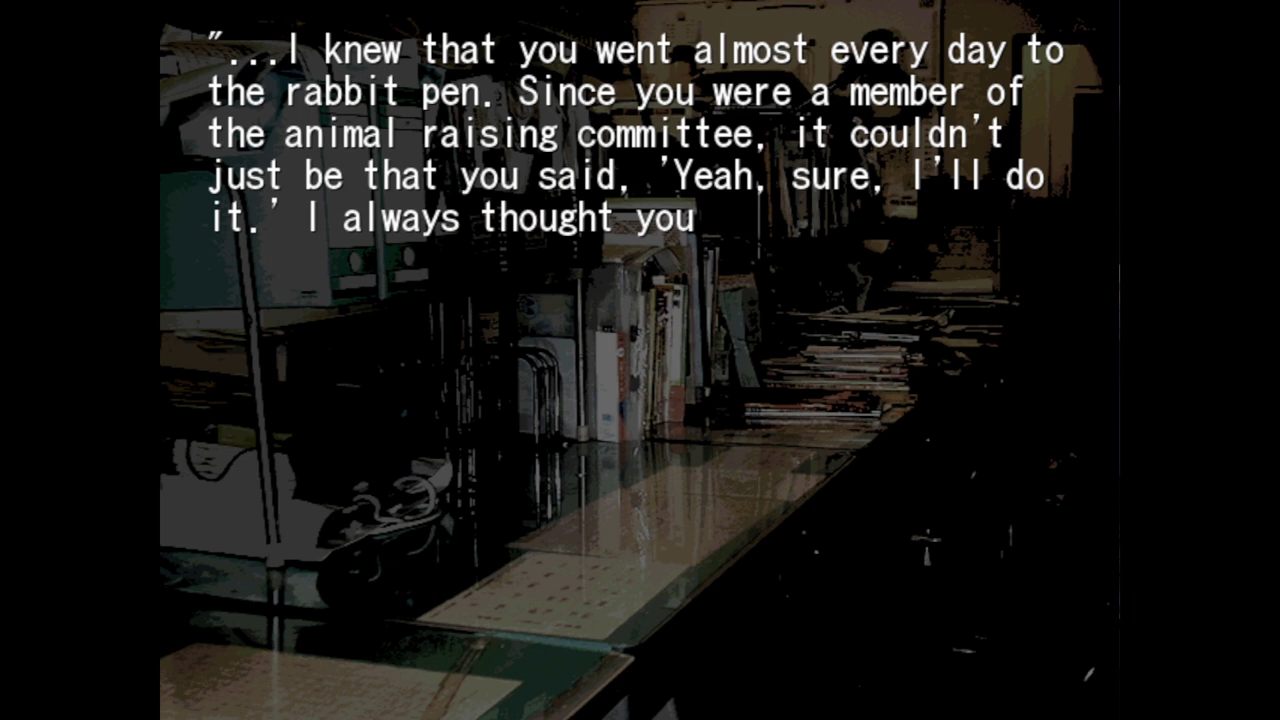 "...I knew that you went almost every day to
the rabbit pen. Since you were a member of
the animal raising committee, it couldn't
just be that you said, 'Yeah, sure, I'll do
it.' I always thought you